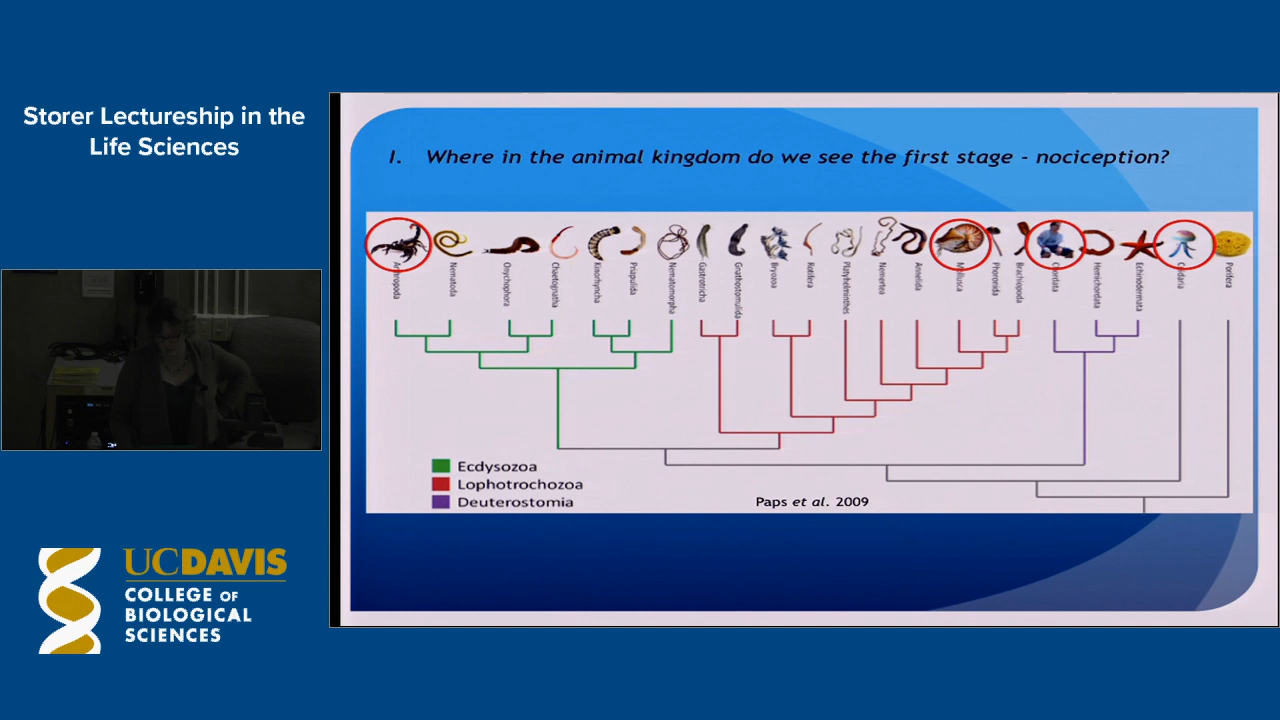 Storer Lectureship in the
Life Sciences
I. Where in the animal kingdom do we see the first stage - nociception?
Arthropoda
Nematoda
Onychophora
Chaetognatha
Kinorhyncha
Priapulida
Nematomorpha
Gastrotricha
Gnathostomulida
Bryozoa
Rotifera
Platyhelminthes
Nemertea
Annelida
Mollusca
Phoronida
Brachiopoda
Chordata
Hemichordata
Echinodermata
Cnidaria
Porifera
Ecdysozoa
Lophotrochozoa
Deuterostomia
Paps et al. 2009
UCDAVIS
COLLEGE OF
BIOLOGICAL
SCIENCES